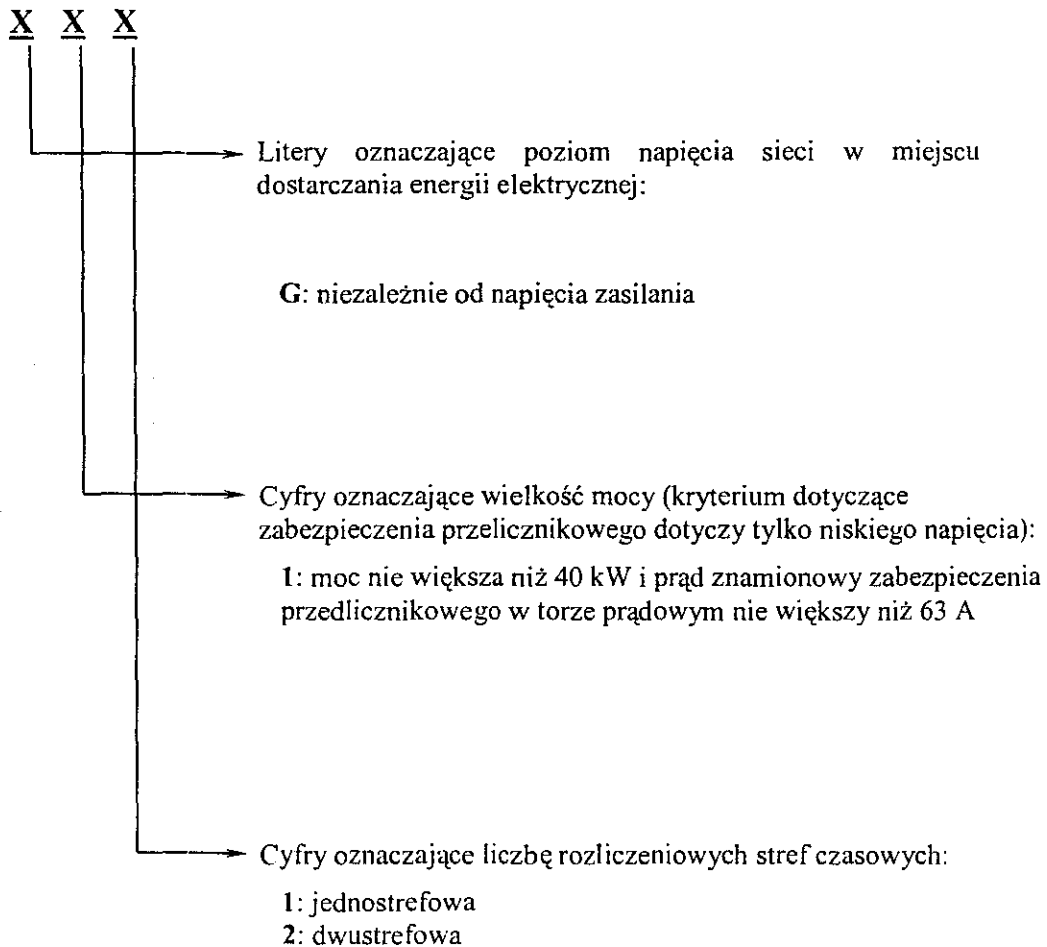 X X X
Litery oznaczające poziom napięcia sieci w miejscu
dostarczania energii elektrycznej:
G: niezależnie od napięcia zasilania
Cyfry oznaczające wielkość mocy (kryterium dotyczące
zabezpieczenia przelicznikowego dotyczy tylko niskiego napięcia):
1: moc nie większa niż 40 kW i prąd znamionowy zabezpieczenia
przedlicznikowego w torze prądowym nie większy niż 63 A
Cyfry oznaczające liczbę rozliczeniowych stref czasowych:
1: jednostrefowa
2: dwustrefowa